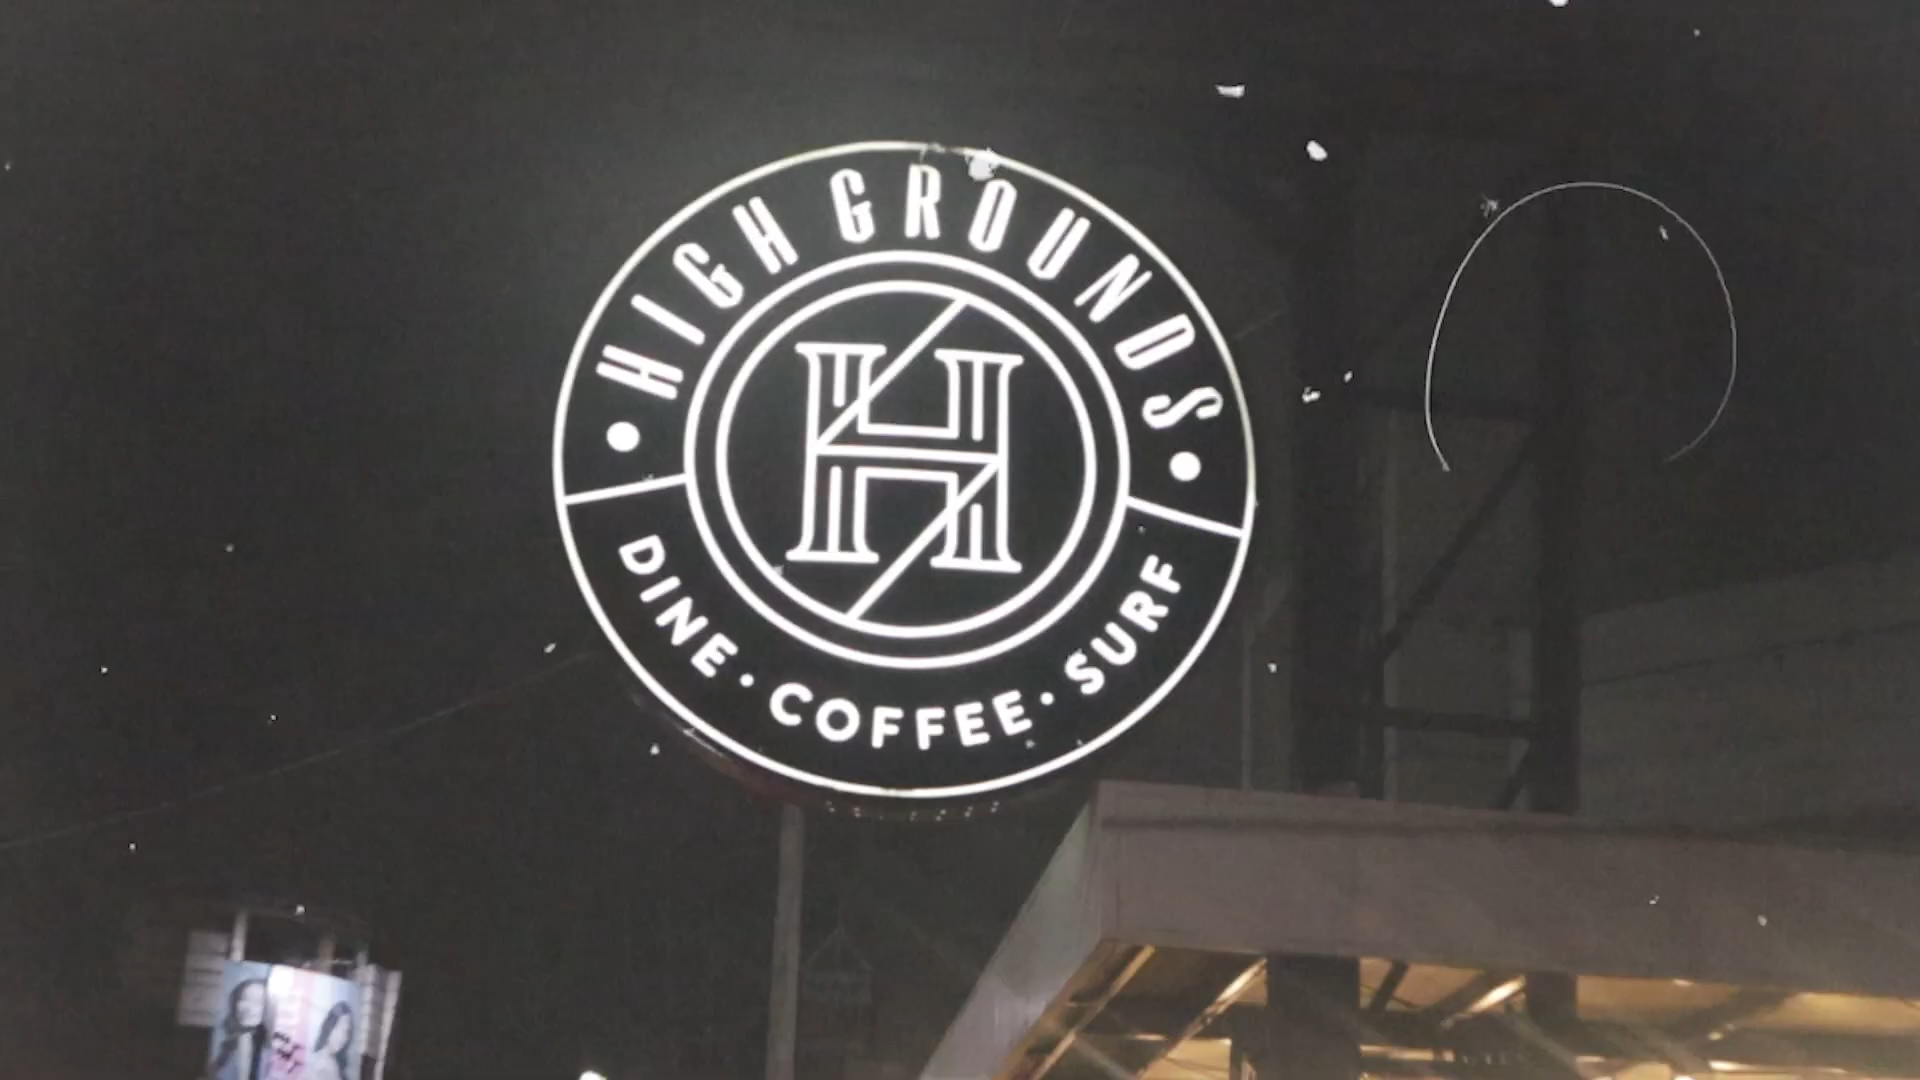 HIGH GROUNDS
H
DINE · COFFEE · SURF